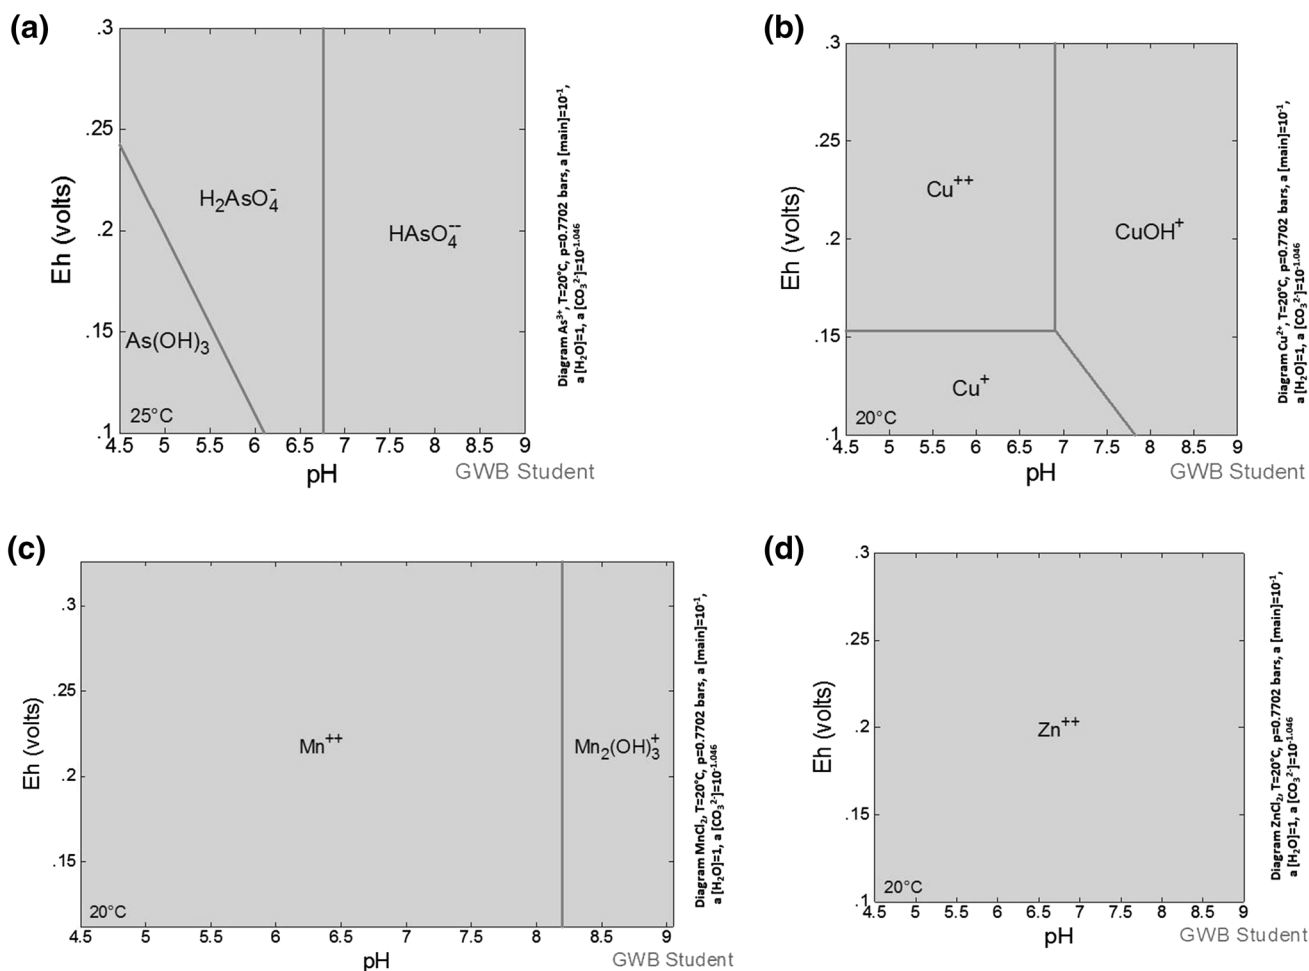 (a)
.3
.25
.2
.15
.1
Eh (volts)
H₂AsO₄⁻
HAsO₄⁻⁻
As(OH)₃
25°C
4.5 5 5.5 6 6.5 7 7.5 8 8.5 9
pH
GWB Student
Diagram As³⁺, T=20°C, p=0.7702 bars, a [main]=10⁻¹,
a [H₂O]=1, a [CO₃²⁻]=10⁻¹·⁰⁴⁶
(b)
.3
.25
.2
.15
.1
Eh (volts)
Cu⁺⁺
CuOH⁺
Cu⁺
20°C
4.5 5 5.5 6 6.5 7 7.5 8 8.5 9
pH
GWB Student
Diagram Cu²⁺, T=20°C, p=0.7702 bars, a [main]=10⁻¹,
a [H₂O]=1, a [CO₃²⁻]=10⁻¹·⁰⁴⁶
(c)
.3
.25
.2
.15
Eh (volts)
Mn⁺⁺
Mn₂(OH)₃⁺
20°C
4.5 5 5.5 6 6.5 7 7.5 8 8.5 9
pH
GWB Student
Diagram MnCl₂, T=20°C, p=0.7702 bars, a [main]=10⁻¹,
a [H₂O]=1, a [CO₃²⁻]=10⁻¹·⁰⁴⁶
(d)
.3
.25
.2
.15
.1
Eh (volts)
Zn⁺⁺
20°C
4.5 5 5.5 6 6.5 7 7.5 8 8.5 9
pH
GWB Student
Diagram ZnCl₂, T=20°C, p=0.7702 bars, a [main]=10⁻¹,
a [H₂O]=1, a [CO₃²⁻]=10⁻¹·⁰⁴⁶